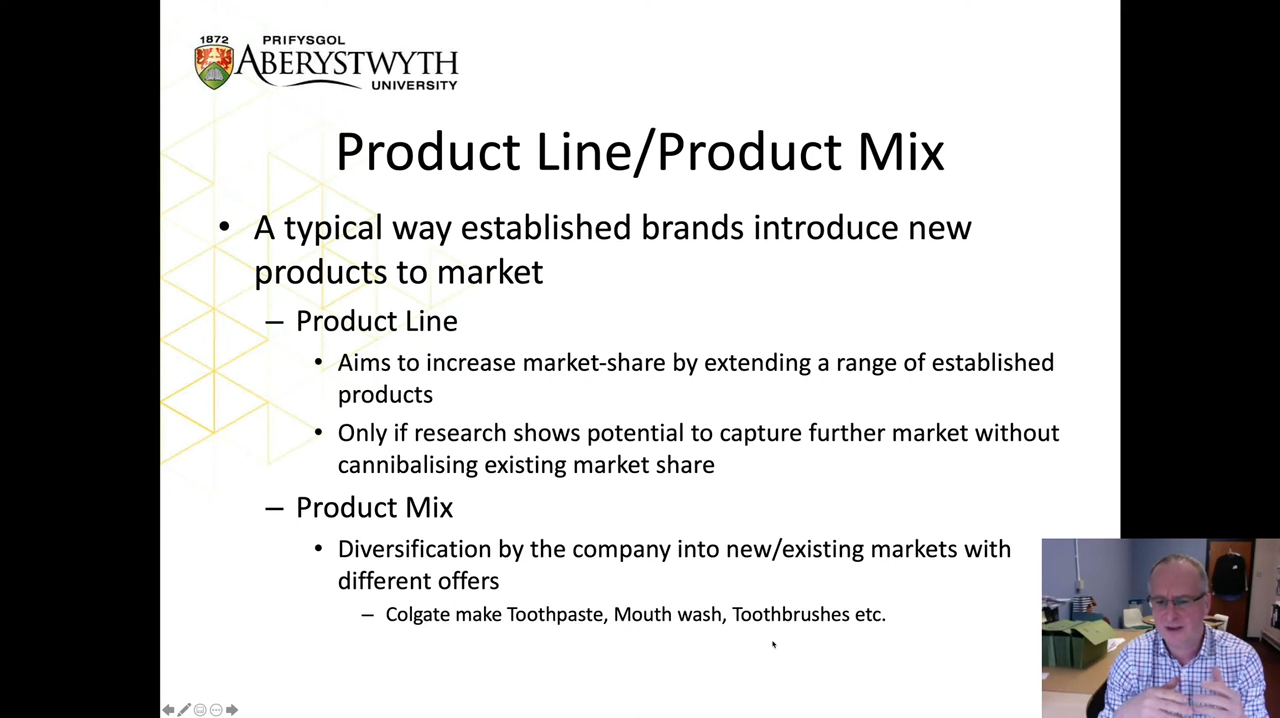 1872
PRIFYSGOL
ABERYSTWYTH
UNIVERSITY
Product Line/Product Mix
• A typical way established brands introduce new
products to market
– Product Line
• Aims to increase market-share by extending a range of established
products
• Only if research shows potential to capture further market without
cannibalising existing market share
– Product Mix
• Diversification by the company into new/existing markets with
different offers
– Colgate make Toothpaste, Mouth wash, Toothbrushes etc.